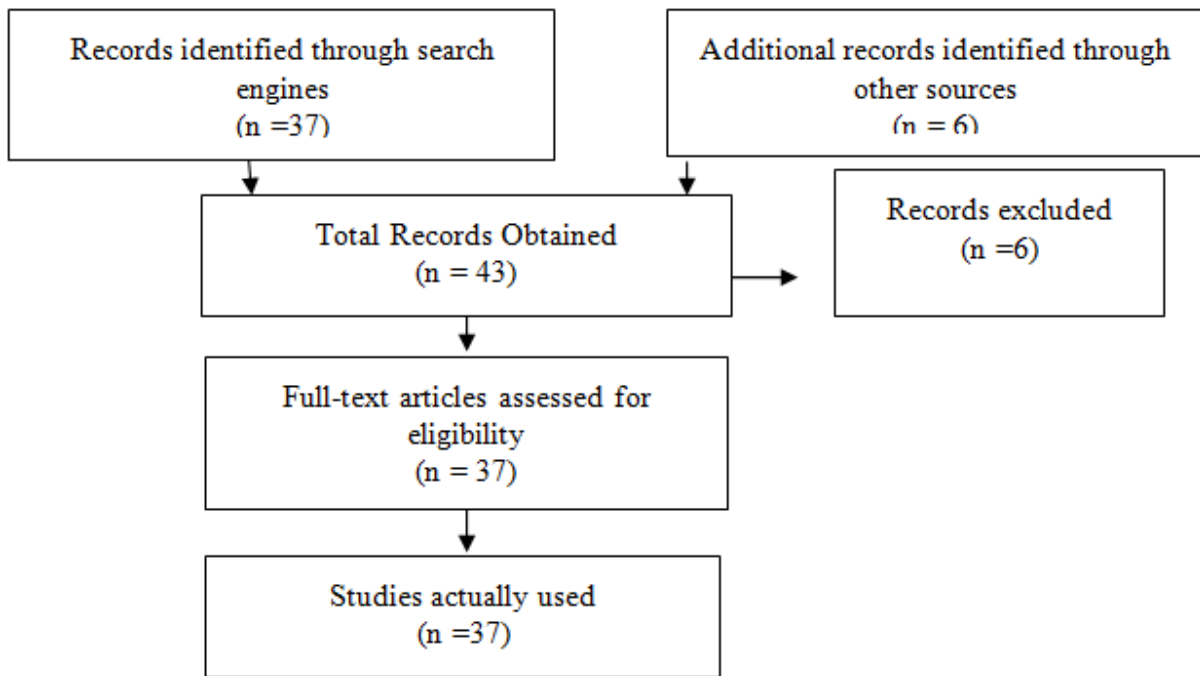 Records identified through search
engines
(n =37)
Additional records identified through
other sources
(n = 6)
Total Records Obtained
(n = 43)
Records excluded
(n =6)
Full-text articles assessed for
eligibility
(n = 37)
Studies actually used
(n =37)